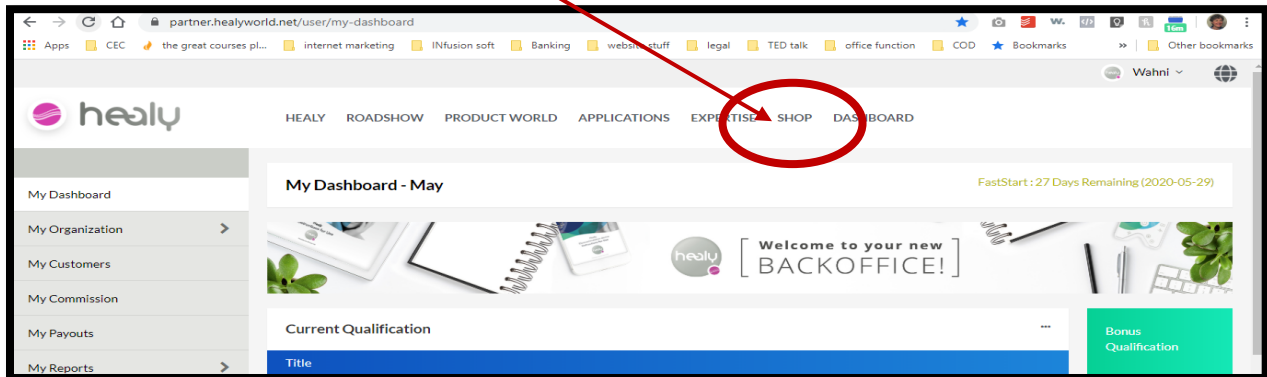 partner.healyworld.net/user/my-dashboard
16m
Apps CEC the great courses pl... internet marketing INfusion soft Banking website stuff legal TED talk office function COD Bookmarks » Other bookmarks
Wahni
healy
HEALY ROADSHOW PRODUCT WORLD APPLICATIONS EXPERTISE SHOP DASHBOARD
My Dashboard - May
FastStart : 27 Days Remaining (2020-05-29)
My Dashboard
My Organization
My Customers
My Commission
My Payouts
My Reports
healy
Welcome to your new
BACKOFFICE!
Current Qualification
...
Title
Bonus
Qualification